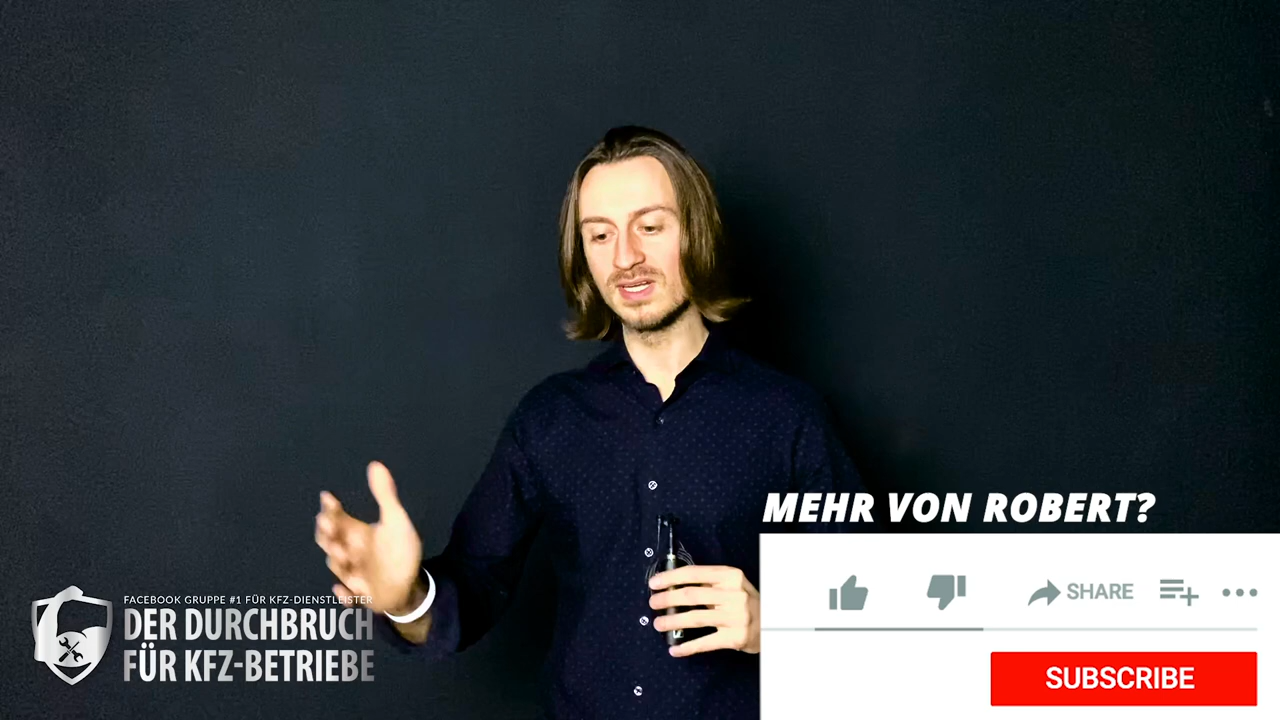 MEHR VON ROBERT?
SHARE
SUBSCRIBE
FACEBOOK GRUPPE #1 FÜR KFZ-DIENSTLEISTER
DER DURCHBRUCH
FÜR KFZ-BETRIEBE